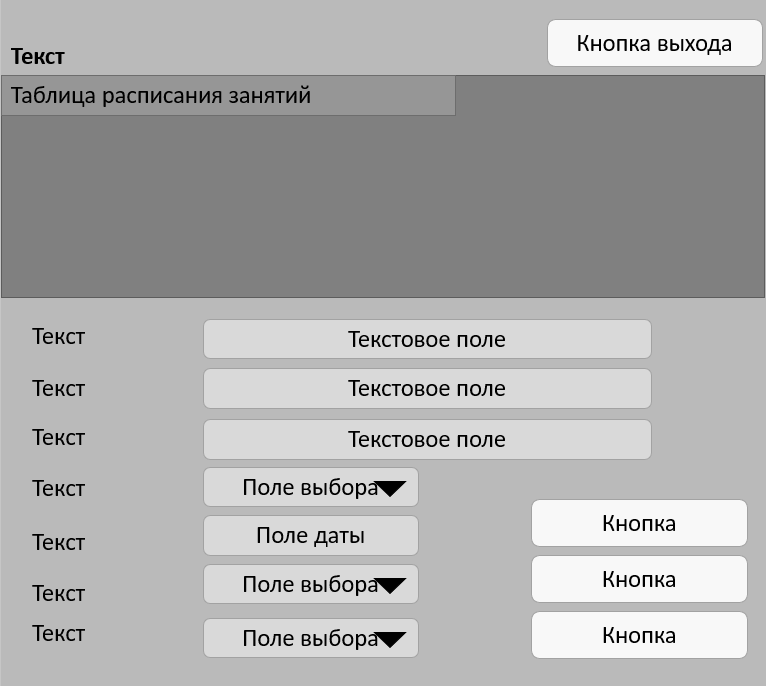 Кнопка выхода
Текст
Таблица расписания занятий
Текст
Текстовое поле
Текст
Текстовое поле
Текст
Текстовое поле
Текст
Поле выбора
Текст
Поле даты
Кнопка
Текст
Поле выбора
Кнопка
Текст
Поле выбора
Кнопка